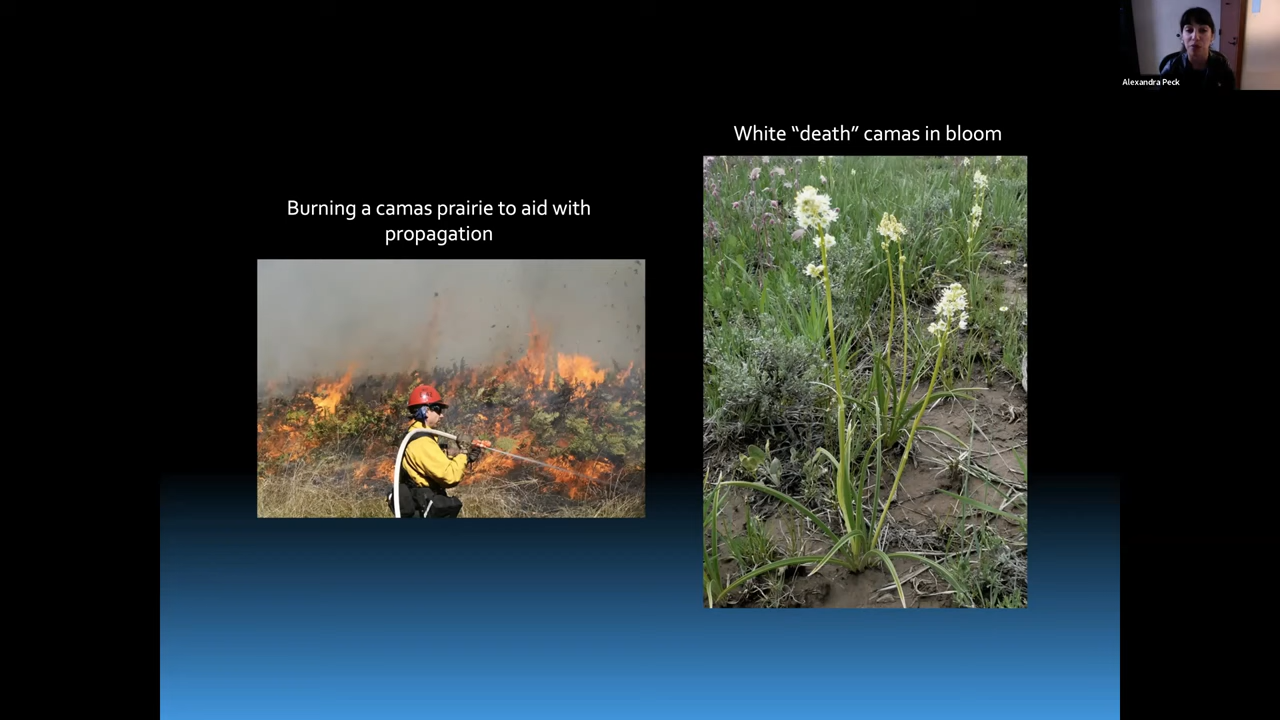 Alexandra Peck
White “death” camas in bloom
Burning a camas prairie to aid with
propagation